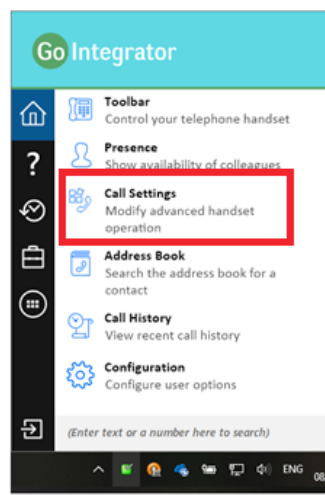 Go Integrator
Toolbar
Control your telephone handset
Presence
Show availability of colleagues
Call Settings
Modify advanced handset
operation
Address Book
Search the address book for a
contact
Call History
View recent call history
Configuration
Configure user options
(Enter text or a number here to search)
ENG
08